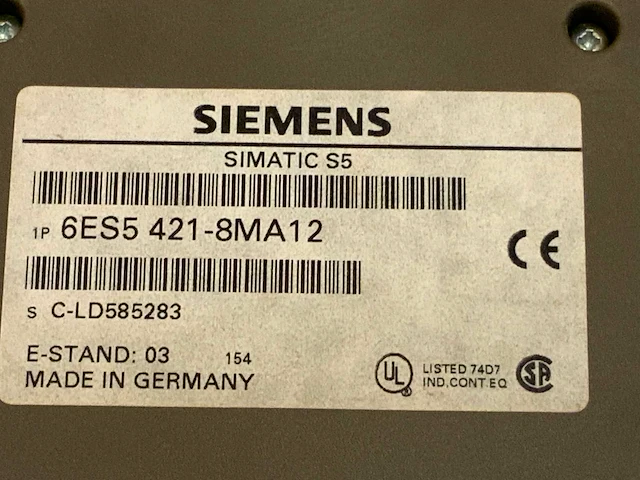 SIEMENS
SIMATIC S5
1P 6ES5 421-8MA12
CE
S C-LD585283
E-STAND: 03 154
MADE IN GERMANY
UL LISTED 74D7
IND.CONT.EQ
SA